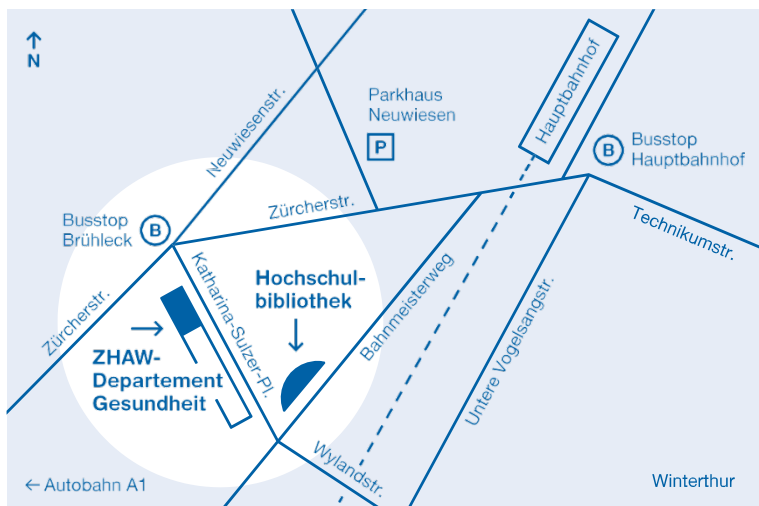 N
Neuwiesenstr.
Parkhaus
Neuwiesen
P
Hauptbahnhof
B
Busstop
Hauptbahnhof
Busstop
Brühleck
B
Zürcherstr.
Technikumstr.
Zürcherstr.
Katharina-Sulzer-Pl.
Hochschul-
bibliothek
Bahnmeisterweg
Untere Vogelsangstr.
ZHAW-
Departement
Gesundheit
Wylandstr.
← Autobahn A1
Winterthur